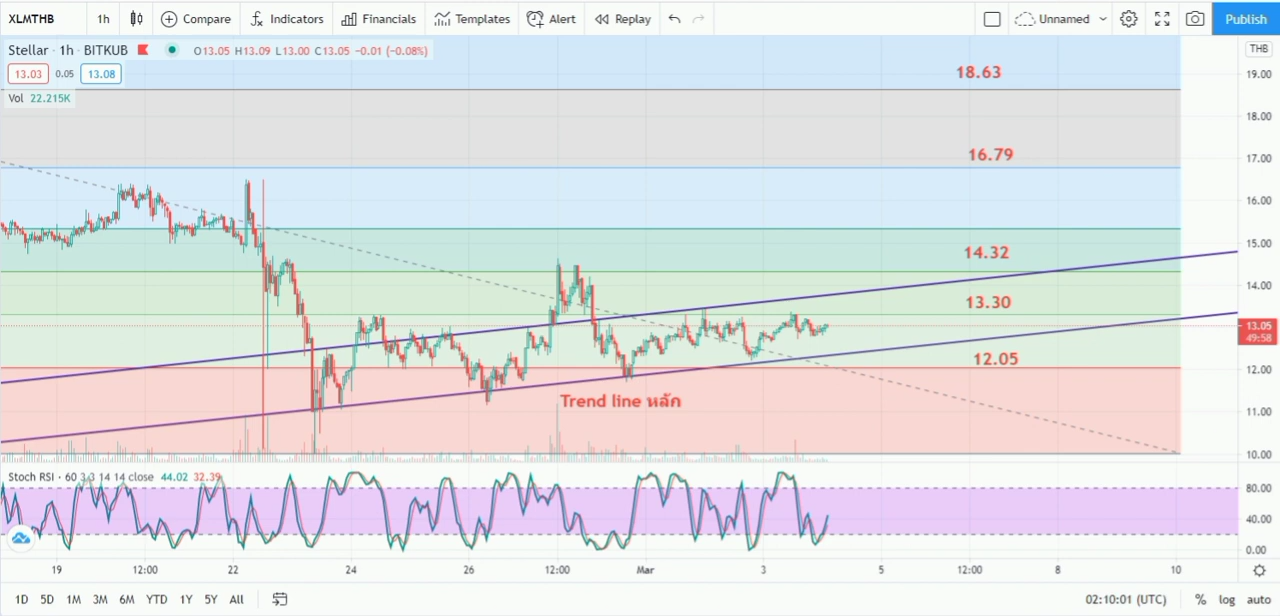 XLMTHB 1h Compare Indicators Financials Templates Alert Replay Unnamed Publish
Stellar · 1h · BITKUB O13.05 H13.09 L13.00 C13.05 −0.01 (−0.08%) THB
13.03 0.05 13.08
Vol 22.215K
18.63
19.00
18.00
16.79
17.00
16.00
15.00
14.32
14.00
13.30
13.05
49:58
12.05
12.00
Trend line หลัก
11.00
10.00
Stoch RSI · 60 3 3 14 14 close 44.02 32.39
80.00
40.00
0.00
19 12:00 22 24 26 12:00 Mar 3 5 12:00 8 10
1D 5D 1M 3M 6M YTD 1Y 5Y All 02:10:01 (UTC) % log auto